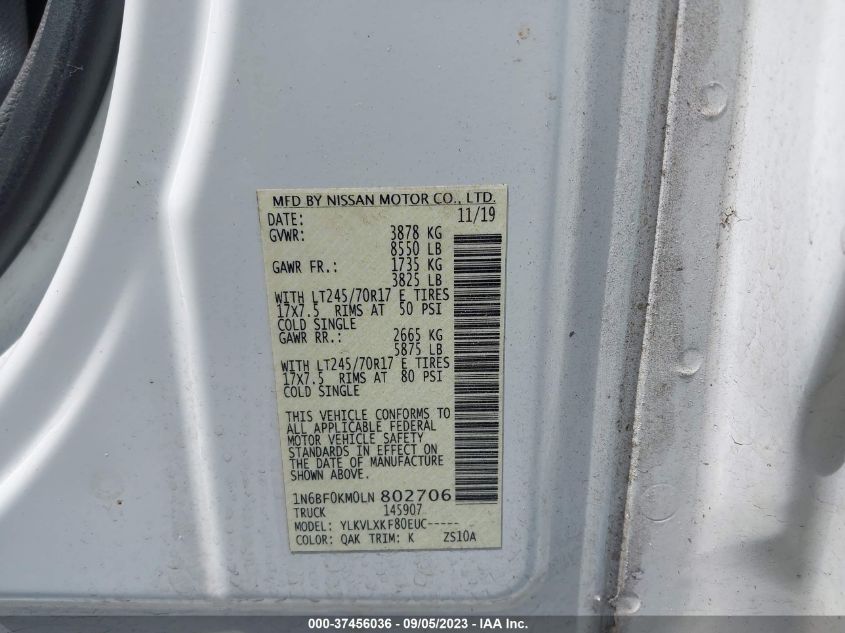 MFD BY NISSAN MOTOR CO., LTD.
DATE: 11/19
GVWR: 3878 KG
8550 LB
GAWR FR.: 1735 KG
3825 LB
WITH LT245/70R17 E TIRES
17X7.5 RIMS AT 50 PSI
COLD SINGLE
GAWR RR.: 2665 KG
5875 LB
WITH LT245/70R17 E TIRES
17X7.5 RIMS AT 80 PSI
COLD SINGLE
THIS VEHICLE CONFORMS TO
ALL APPLICABLE FEDERAL
MOTOR VEHICLE SAFETY
STANDARDS IN EFFECT ON
THE DATE OF MANUFACTURE
SHOWN ABOVE.
1N6BF0KM0LN 802706
TRUCK 145907
MODEL: YLKVLXKF80EUC-----
COLOR: QAK TRIM: K ZS10A
000-37456036 - 09/05/2023 - IAAI.COM